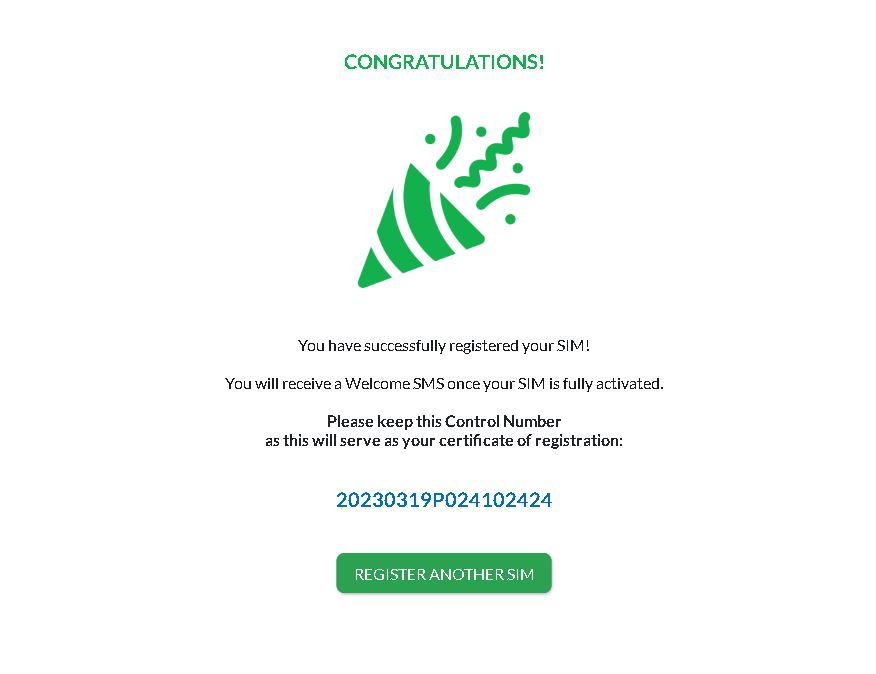 CONGRATULATIONS!
You have successfully registered your SIM!
You will receive a Welcome SMS once your SIM is fully activated.
Please keep this Control Number
as this will serve as your certificate of registration:
20230319P024102424
REGISTER ANOTHER SIM